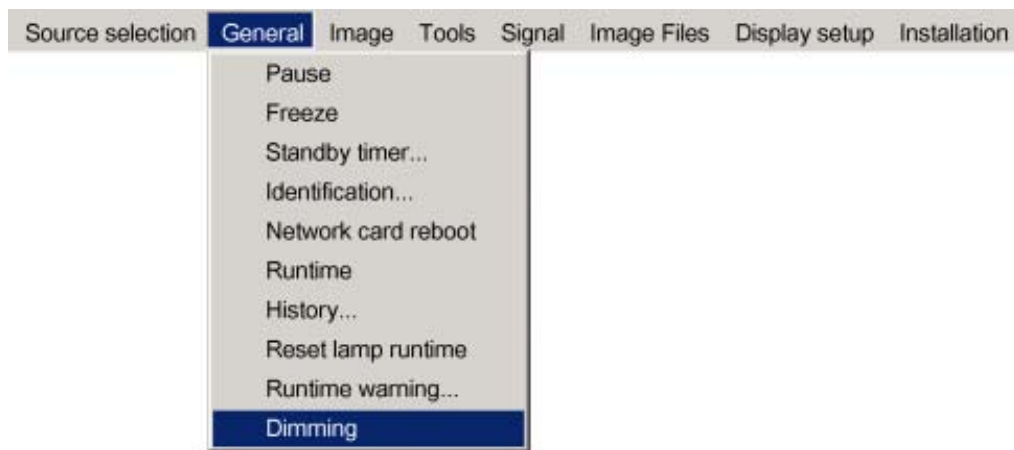 Source selection General Image Tools Signal Image Files Display setup Installation
Pause
Freeze
Standby timer...
Identification...
Network card reboot
Runtime
History...
Reset lamp runtime
Runtime warning...
Dimming